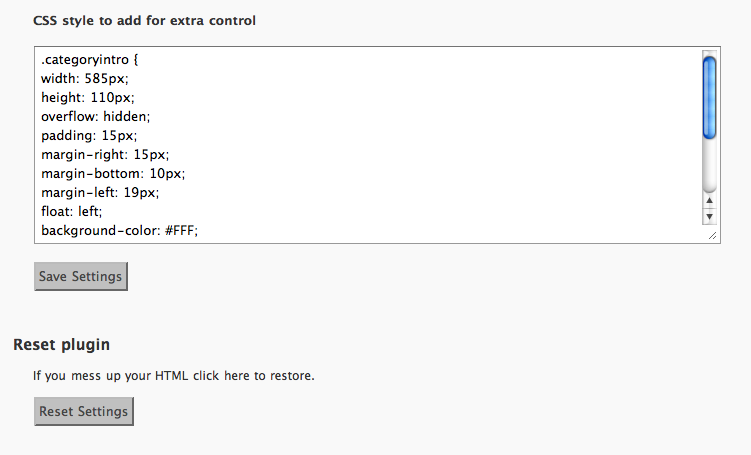 CSS style to add for extra control
.categoryintro {
width: 585px;
height: 110px;
overflow: hidden;
padding: 15px;
margin-right: 15px;
margin-bottom: 10px;
margin-left: 19px;
float: left;
background-color: #FFF;
Save Settings
Reset plugin
If you mess up your HTML click here to restore.
Reset Settings